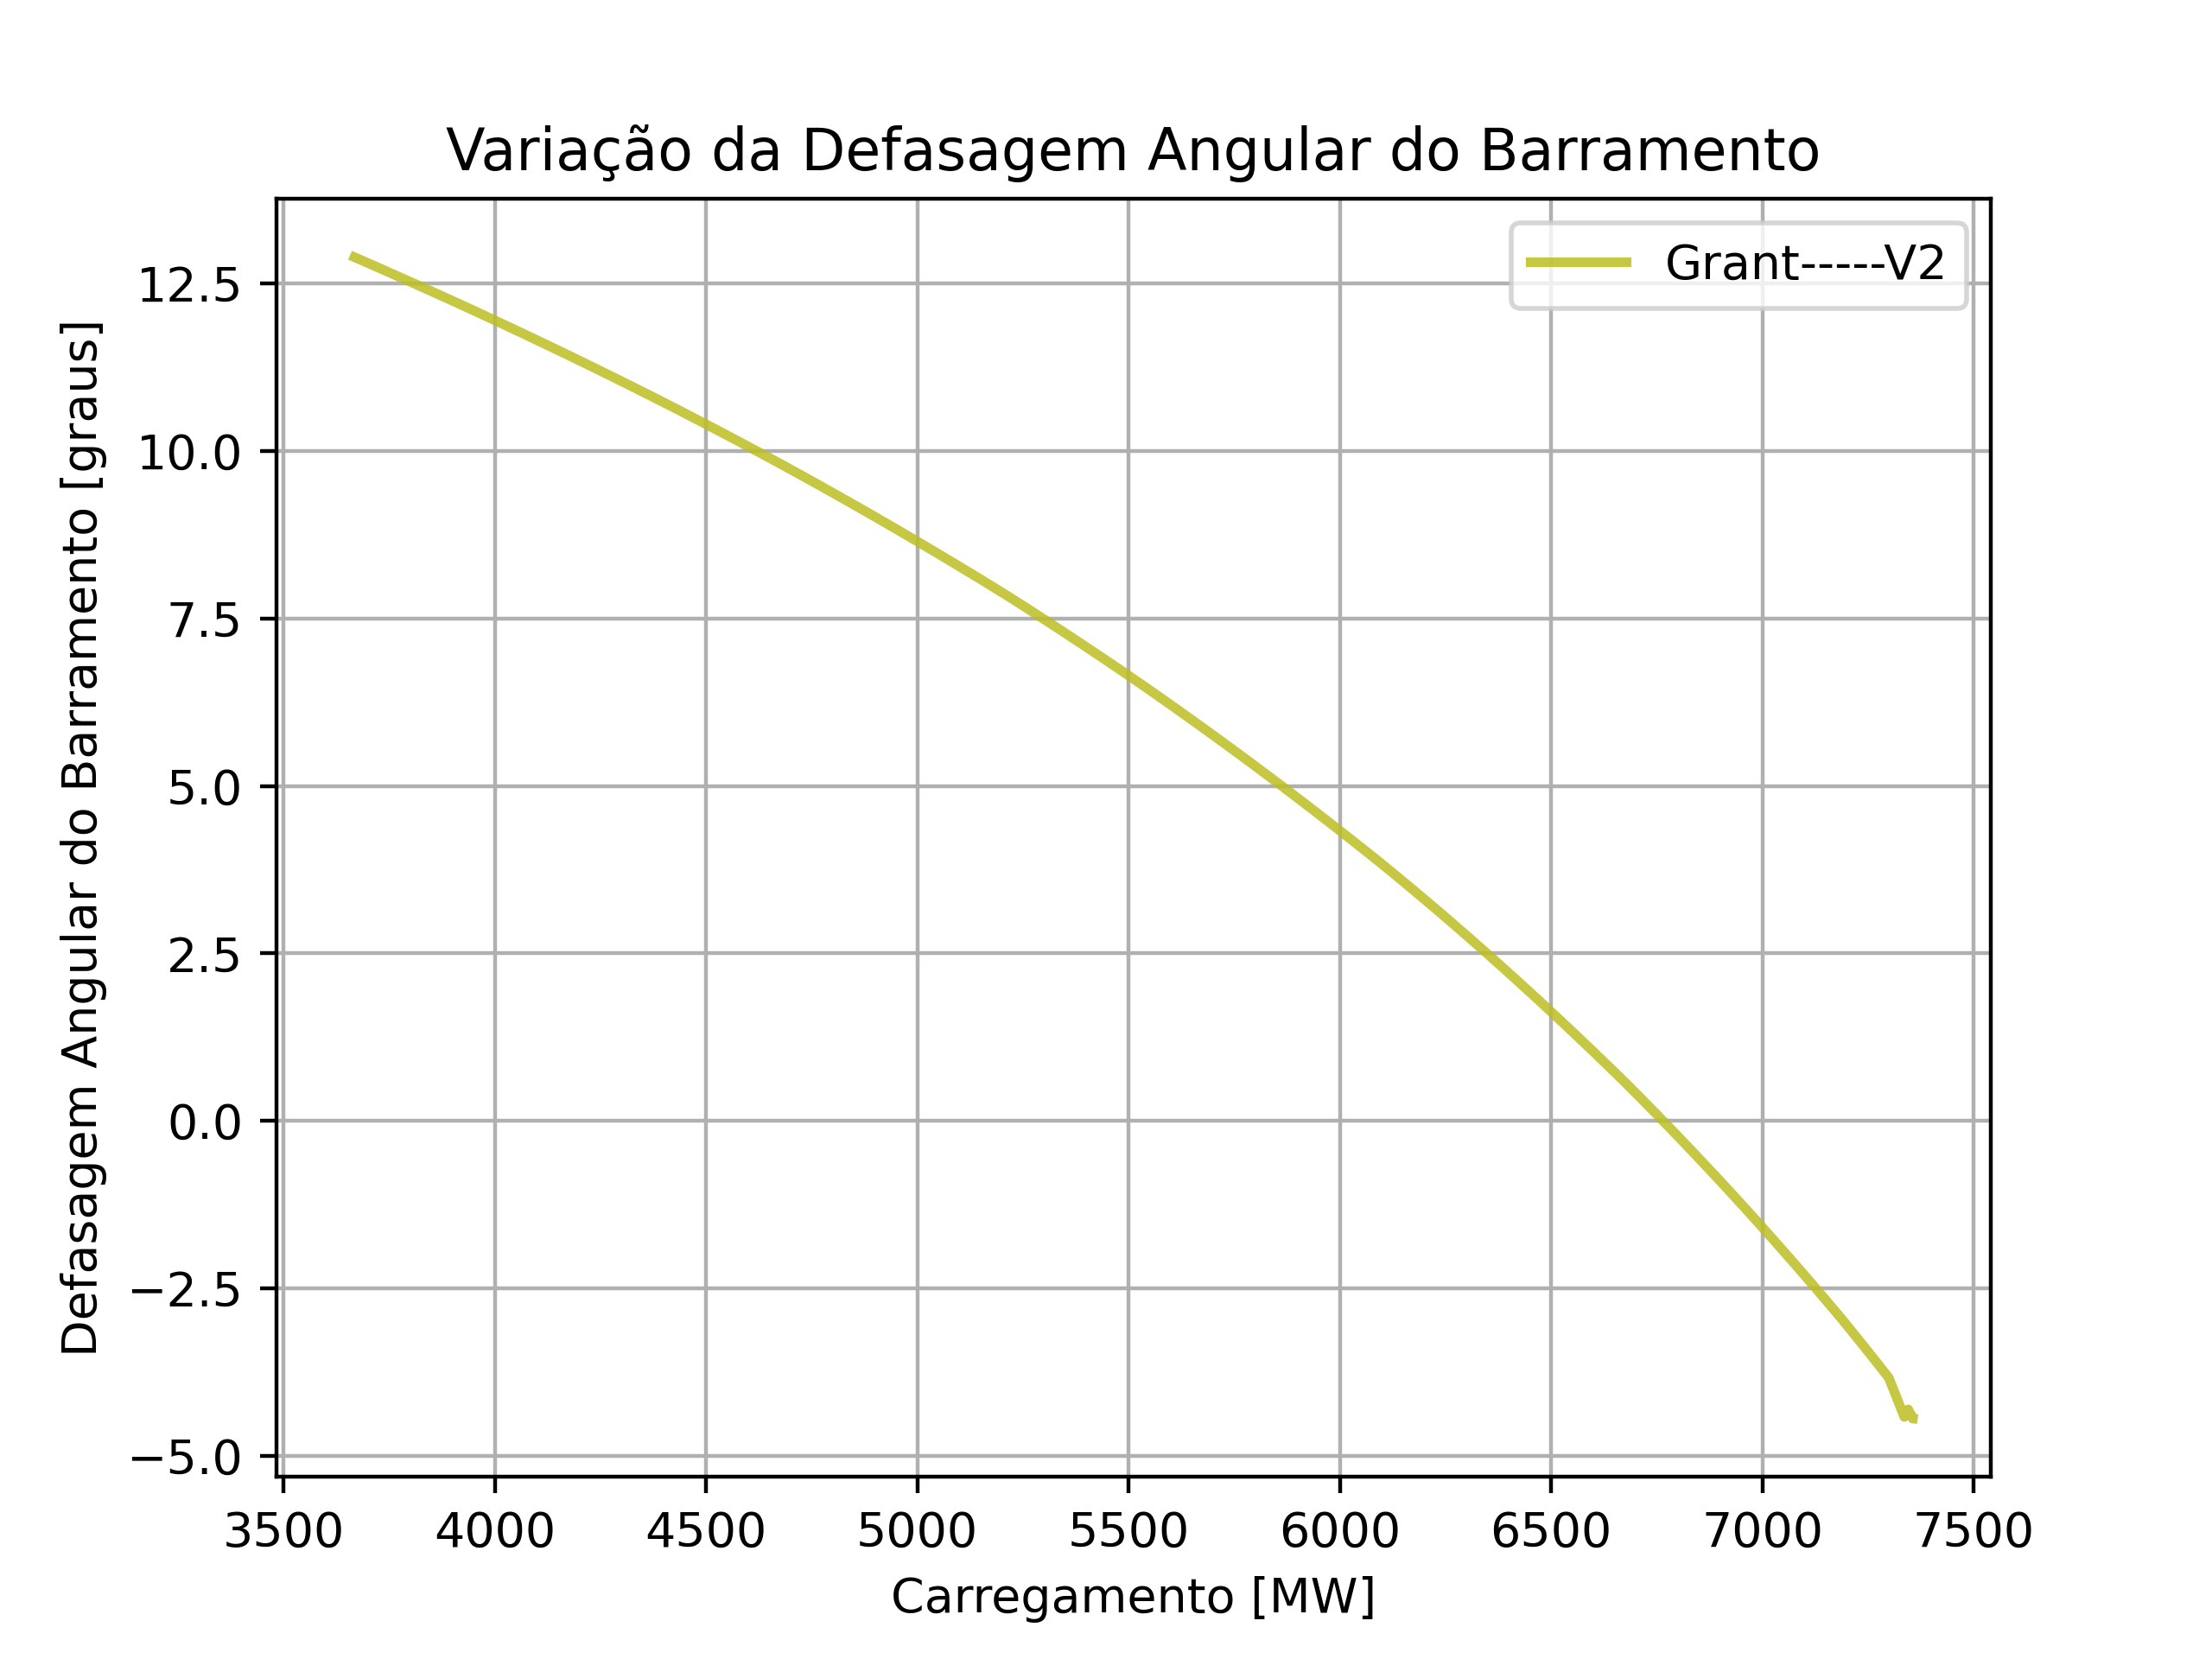 Variação da Defasagem Angular do Barramento
Grant-----V2
Defasagem Angular do Barramento [graus]
12.5
10.0
7.5
5.0
2.5
0.0
−2.5
−5.0
3500 4000 4500 5000 5500 6000 6500 7000 7500
Carregamento [MW]